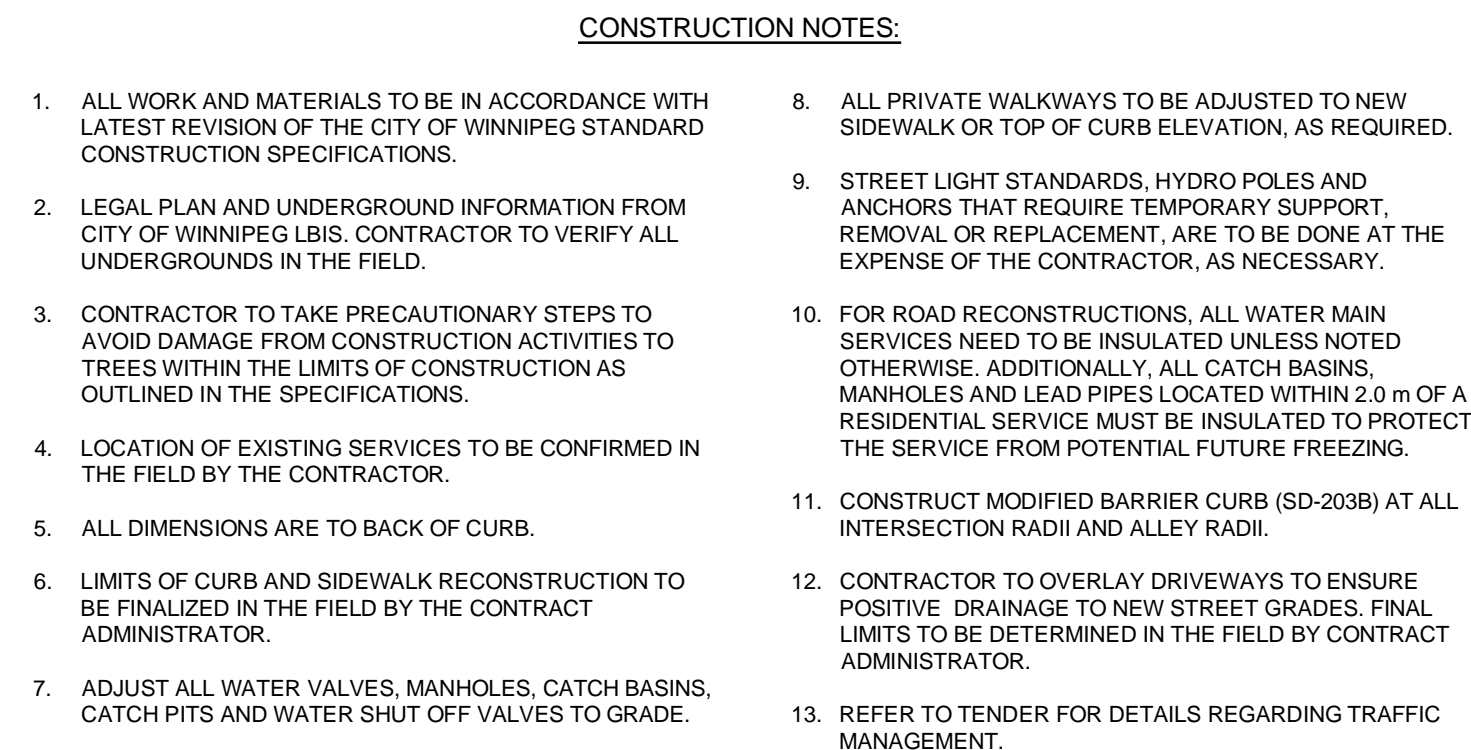 CONSTRUCTION NOTES:
1. ALL WORK AND MATERIALS TO BE IN ACCORDANCE WITH
LATEST REVISION OF THE CITY OF WINNIPEG STANDARD
CONSTRUCTION SPECIFICATIONS.
2. LEGAL PLAN AND UNDERGROUND INFORMATION FROM
CITY OF WINNIPEG LBIS. CONTRACTOR TO VERIFY ALL
UNDERGROUNDS IN THE FIELD.
3. CONTRACTOR TO TAKE PRECAUTIONARY STEPS TO
AVOID DAMAGE FROM CONSTRUCTION ACTIVITIES TO
TREES WITHIN THE LIMITS OF CONSTRUCTION AS
OUTLINED IN THE SPECIFICATIONS.
4. LOCATION OF EXISTING SERVICES TO BE CONFIRMED IN
THE FIELD BY THE CONTRACTOR.
5. ALL DIMENSIONS ARE TO BACK OF CURB.
6. LIMITS OF CURB AND SIDEWALK RECONSTRUCTION TO
BE FINALIZED IN THE FIELD BY THE CONTRACT
ADMINISTRATOR.
7. ADJUST ALL WATER VALVES, MANHOLES, CATCH BASINS,
CATCH PITS AND WATER SHUT OFF VALVES TO GRADE.
8. ALL PRIVATE WALKWAYS TO BE ADJUSTED TO NEW
SIDEWALK OR TOP OF CURB ELEVATION, AS REQUIRED.
9. STREET LIGHT STANDARDS, HYDRO POLES AND
ANCHORS THAT REQUIRE TEMPORARY SUPPORT,
REMOVAL OR REPLACEMENT, ARE TO BE DONE AT THE
EXPENSE OF THE CONTRACTOR, AS NECESSARY.
10. FOR ROAD RECONSTRUCTIONS, ALL WATER MAIN
SERVICES NEED TO BE INSULATED UNLESS NOTED
OTHERWISE. ADDITIONALLY, ALL CATCH BASINS,
MANHOLES AND LEAD PIPES LOCATED WITHIN 2.0 m OF A
RESIDENTIAL SERVICE MUST BE INSULATED TO PROTECT
THE SERVICE FROM POTENTIAL FUTURE FREEZING.
11. CONSTRUCT MODIFIED BARRIER CURB (SD-203B) AT ALL
INTERSECTION RADII AND ALLEY RADII.
12. CONTRACTOR TO OVERLAY DRIVEWAYS TO ENSURE
POSITIVE DRAINAGE TO NEW STREET GRADES. FINAL
LIMITS TO BE DETERMINED IN THE FIELD BY CONTRACT
ADMINISTRATOR.
13. REFER TO TENDER FOR DETAILS REGARDING TRAFFIC
MANAGEMENT.